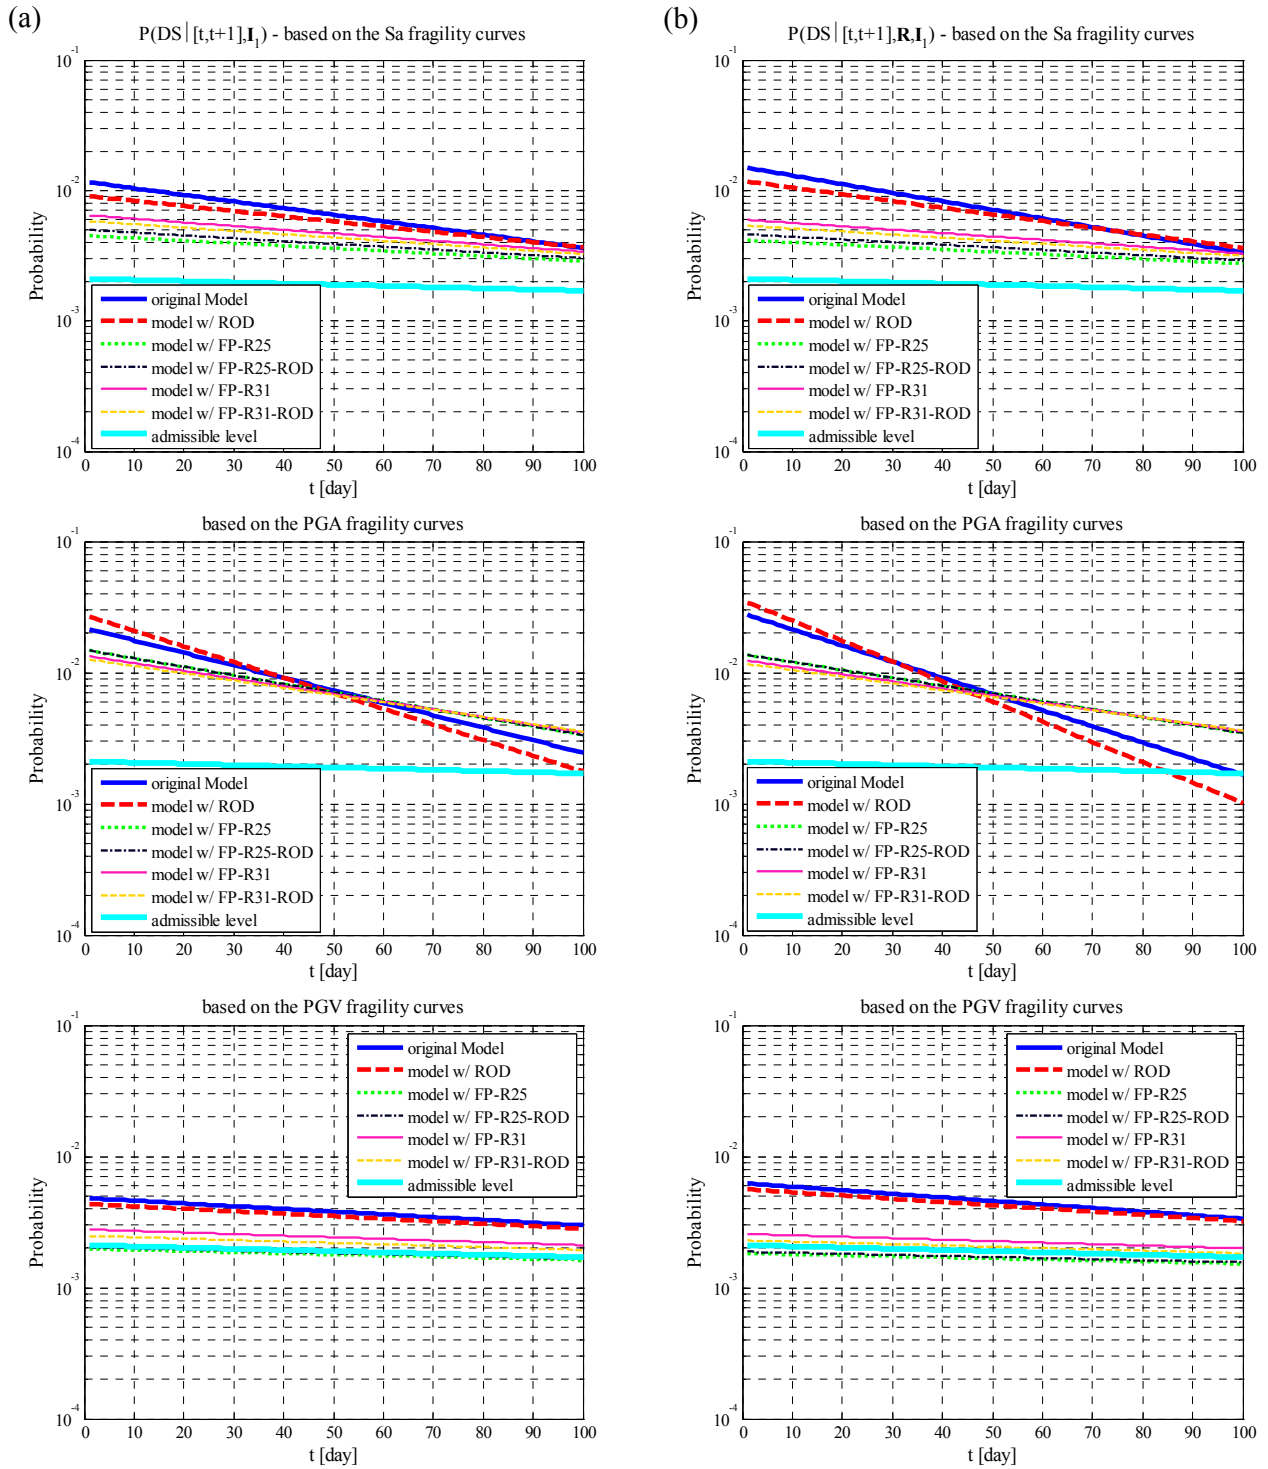 (a)
P(DS | [t,t+1],I1) - based on the Sa fragility curves
10-1
10-2
10-3
10-4
Probability
original Model
model w/ ROD
model w/ FP-R25
model w/ FP-R25-ROD
model w/ FP-R31
model w/ FP-R31-ROD
admissible level
0 10 20 30 40 50 60 70 80 90 100
t [day]
(b)
P(DS | [t,t+1],R,I1) - based on the Sa fragility curves
10-1
10-2
10-3
10-4
Probability
original Model
model w/ ROD
model w/ FP-R25
model w/ FP-R25-ROD
model w/ FP-R31
model w/ FP-R31-ROD
admissible level
0 10 20 30 40 50 60 70 80 90 100
t [day]
based on the PGA fragility curves
10-1
10-2
10-3
10-4
Probability
original Model
model w/ ROD
model w/ FP-R25
model w/ FP-R25-ROD
model w/ FP-R31
model w/ FP-R31-ROD
admissible level
0 10 20 30 40 50 60 70 80 90 100
t [day]
based on the PGA fragility curves
10-1
10-2
10-3
10-4
Probability
original Model
model w/ ROD
model w/ FP-R25
model w/ FP-R25-ROD
model w/ FP-R31
model w/ FP-R31-ROD
admissible level
0 10 20 30 40 50 60 70 80 90 100
t [day]
based on the PGV fragility curves
10-1
10-2
10-3
10-4
Probability
original Model
model w/ ROD
model w/ FP-R25
model w/ FP-R25-ROD
model w/ FP-R31
model w/ FP-R31-ROD
admissible level
0 10 20 30 40 50 60 70 80 90 100
t [day]
based on the PGV fragility curves
10-1
10-2
10-3
10-4
Probability
original Model
model w/ ROD
model w/ FP-R25
model w/ FP-R25-ROD
model w/ FP-R31
model w/ FP-R31-ROD
admissible level
0 10 20 30 40 50 60 70 80 90 100
t [day]